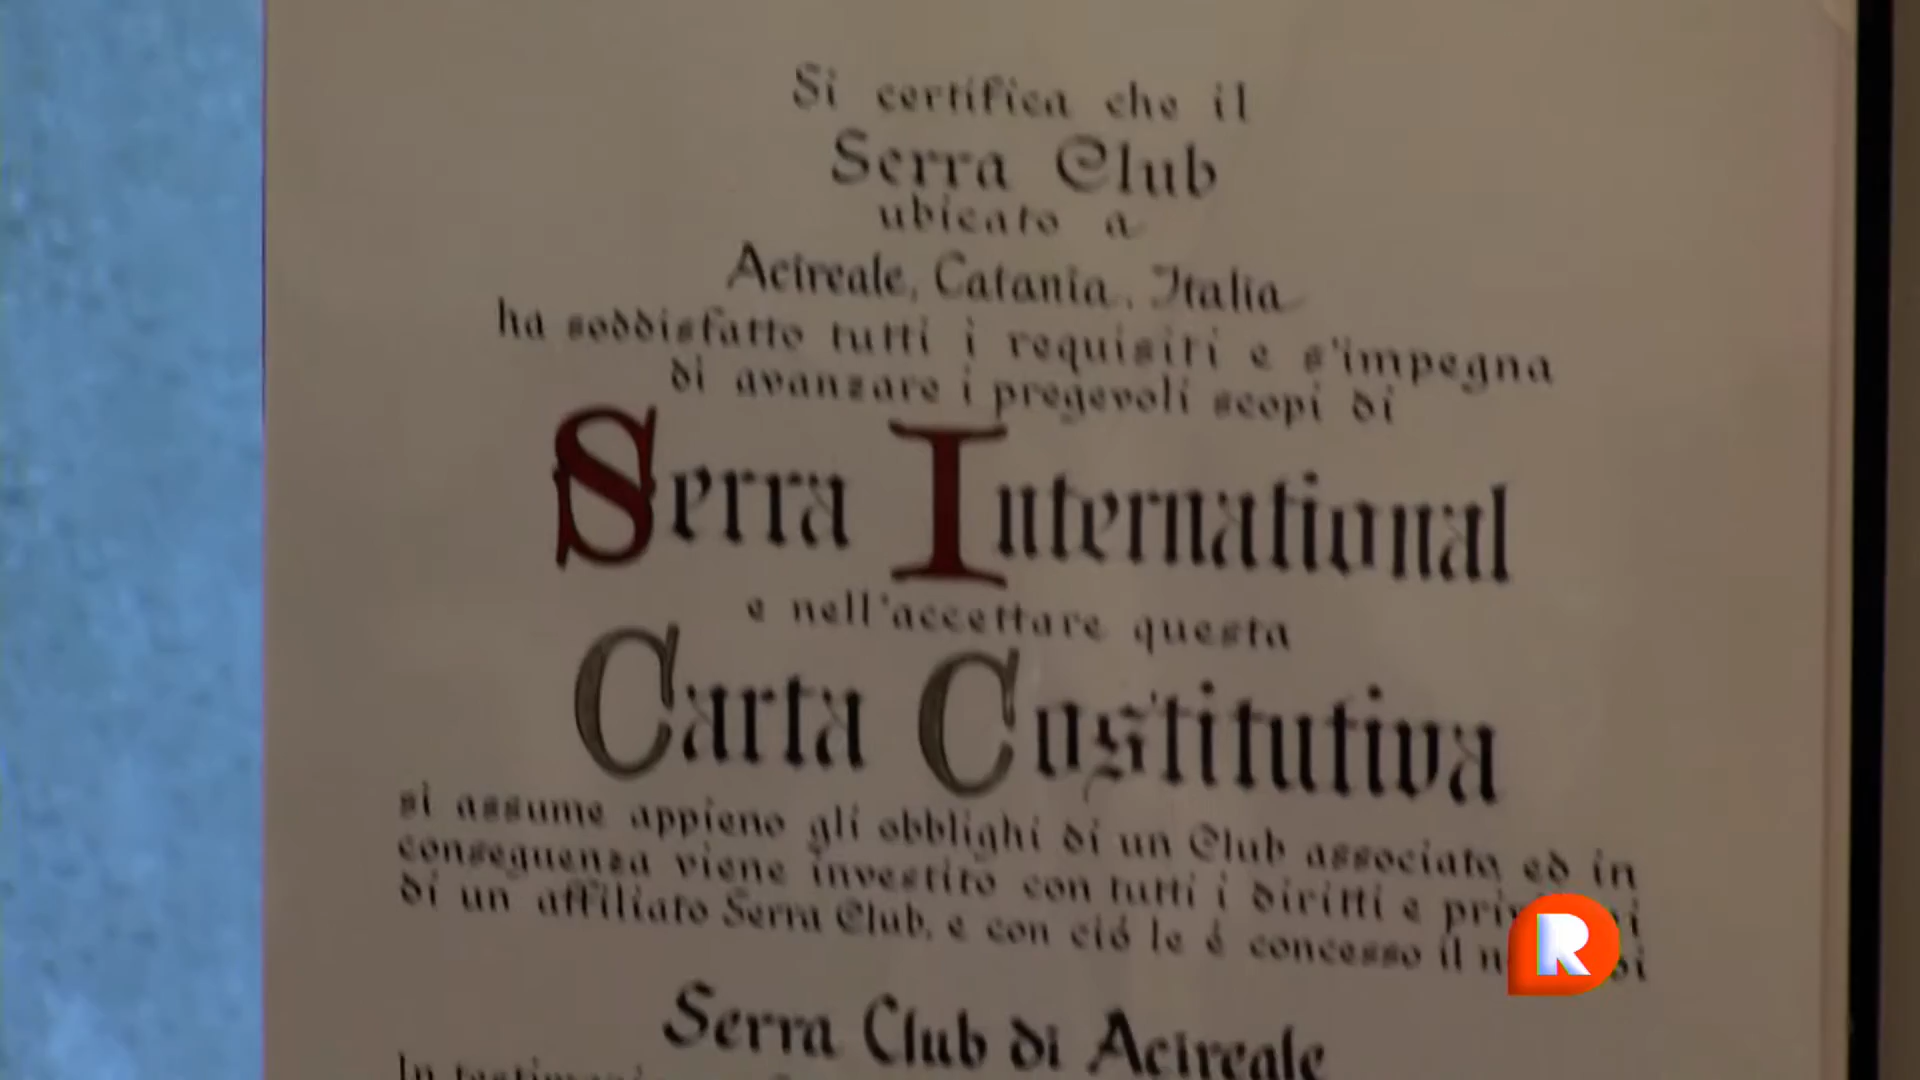 Si certifica che il
Serra Club
ubicato a
Acireale, Catania, Italia
ha soddisfatto tutti i requisiti e s'impegna
di avanzare i pregevoli scopi di
Serra International
e nell'accettare questa
Carta Costitutiva
si assume appieno gli obblighi di un Club associato, ed in
conseguenza viene investito con tutti i diritti e
di un affiliato Serra Club, e con ció le é concesso il
Serra Club di Acireale
In
R